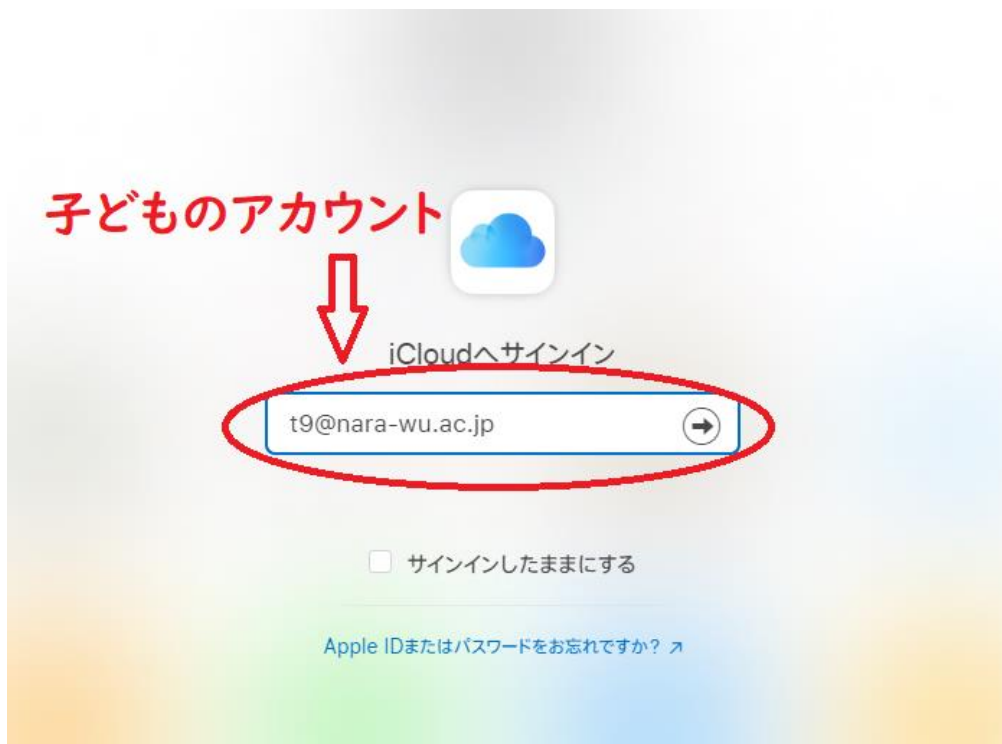 子どものアカウント
iCloudへサインイン
t9@nara-wu.ac.jp
サインインしたままにする
Apple IDまたはパスワードをお忘れですか? ↗